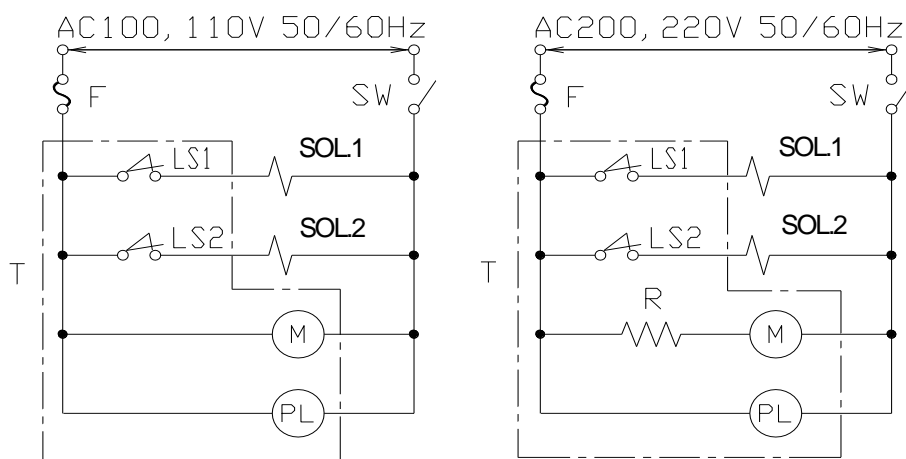 AC100, 110V 50/60Hz
F
SW
LS1
SOL.1
LS2
SOL.2
T
M
PL
AC200, 220V 50/60Hz
F
SW
LS1
SOL.1
LS2
SOL.2
T
R
M
PL